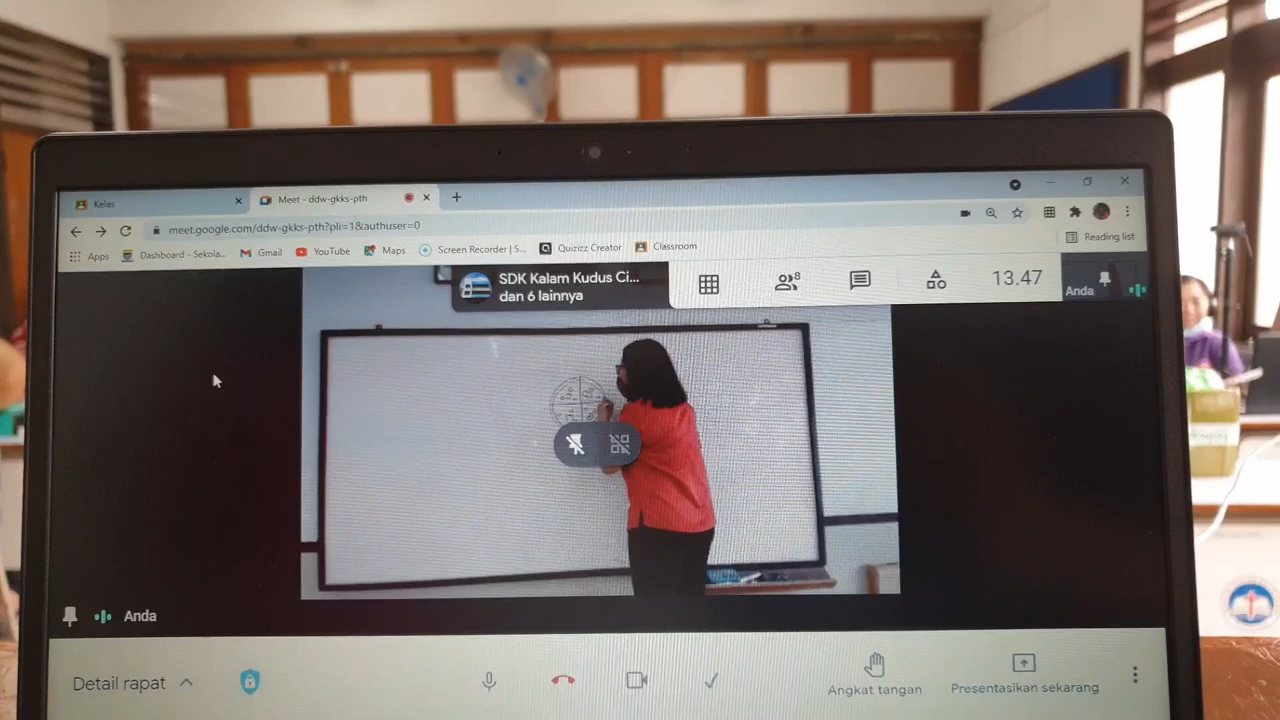 Kelas
Meet - ddw-gkks-pth
meet.google.com/ddw-gkks-pth?pli=1&authuser=0
Apps
Dashboard - Sekola...
Gmail
YouTube
Maps
Screen Recorder | S...
Quizizz Creator
Classroom
Reading list
SDK Kalam Kudus Ci...
dan 6 lainnya
8
13.47
Anda
Anda
Detail rapat
Angkat tangan
Presentasikan sekarang